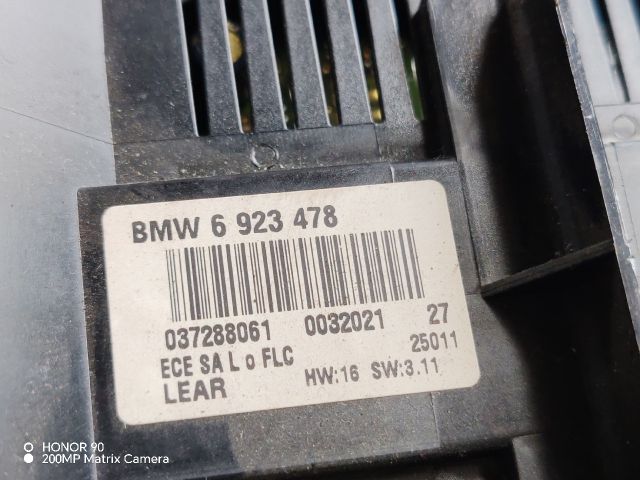 BMW 6 923 478
037288061 0032021 27
ECE SA L o FLC 25011
LEAR HW:16 SW:3.11
HONOR 90
200MP Matrix Camera